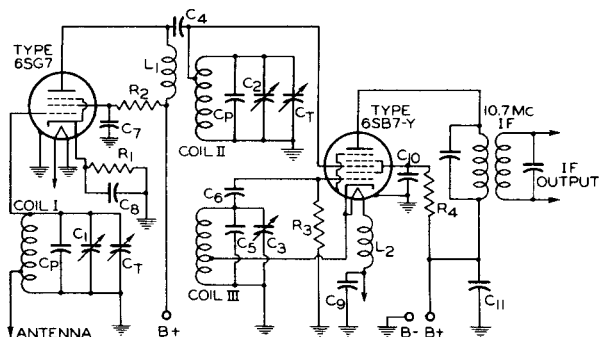 TYPE
6SG7
C4
L1
R2
C7
R1
C8
COIL I
CP
C1
CT
ANTENNA
B+
CP
C2
CT
COIL II
TYPE
6SB7-Y
C10
10.7MC
IF
IF
OUTPUT
C6
C5
C3
R3
COIL III
L2
C9
R4
C11
B-
B+